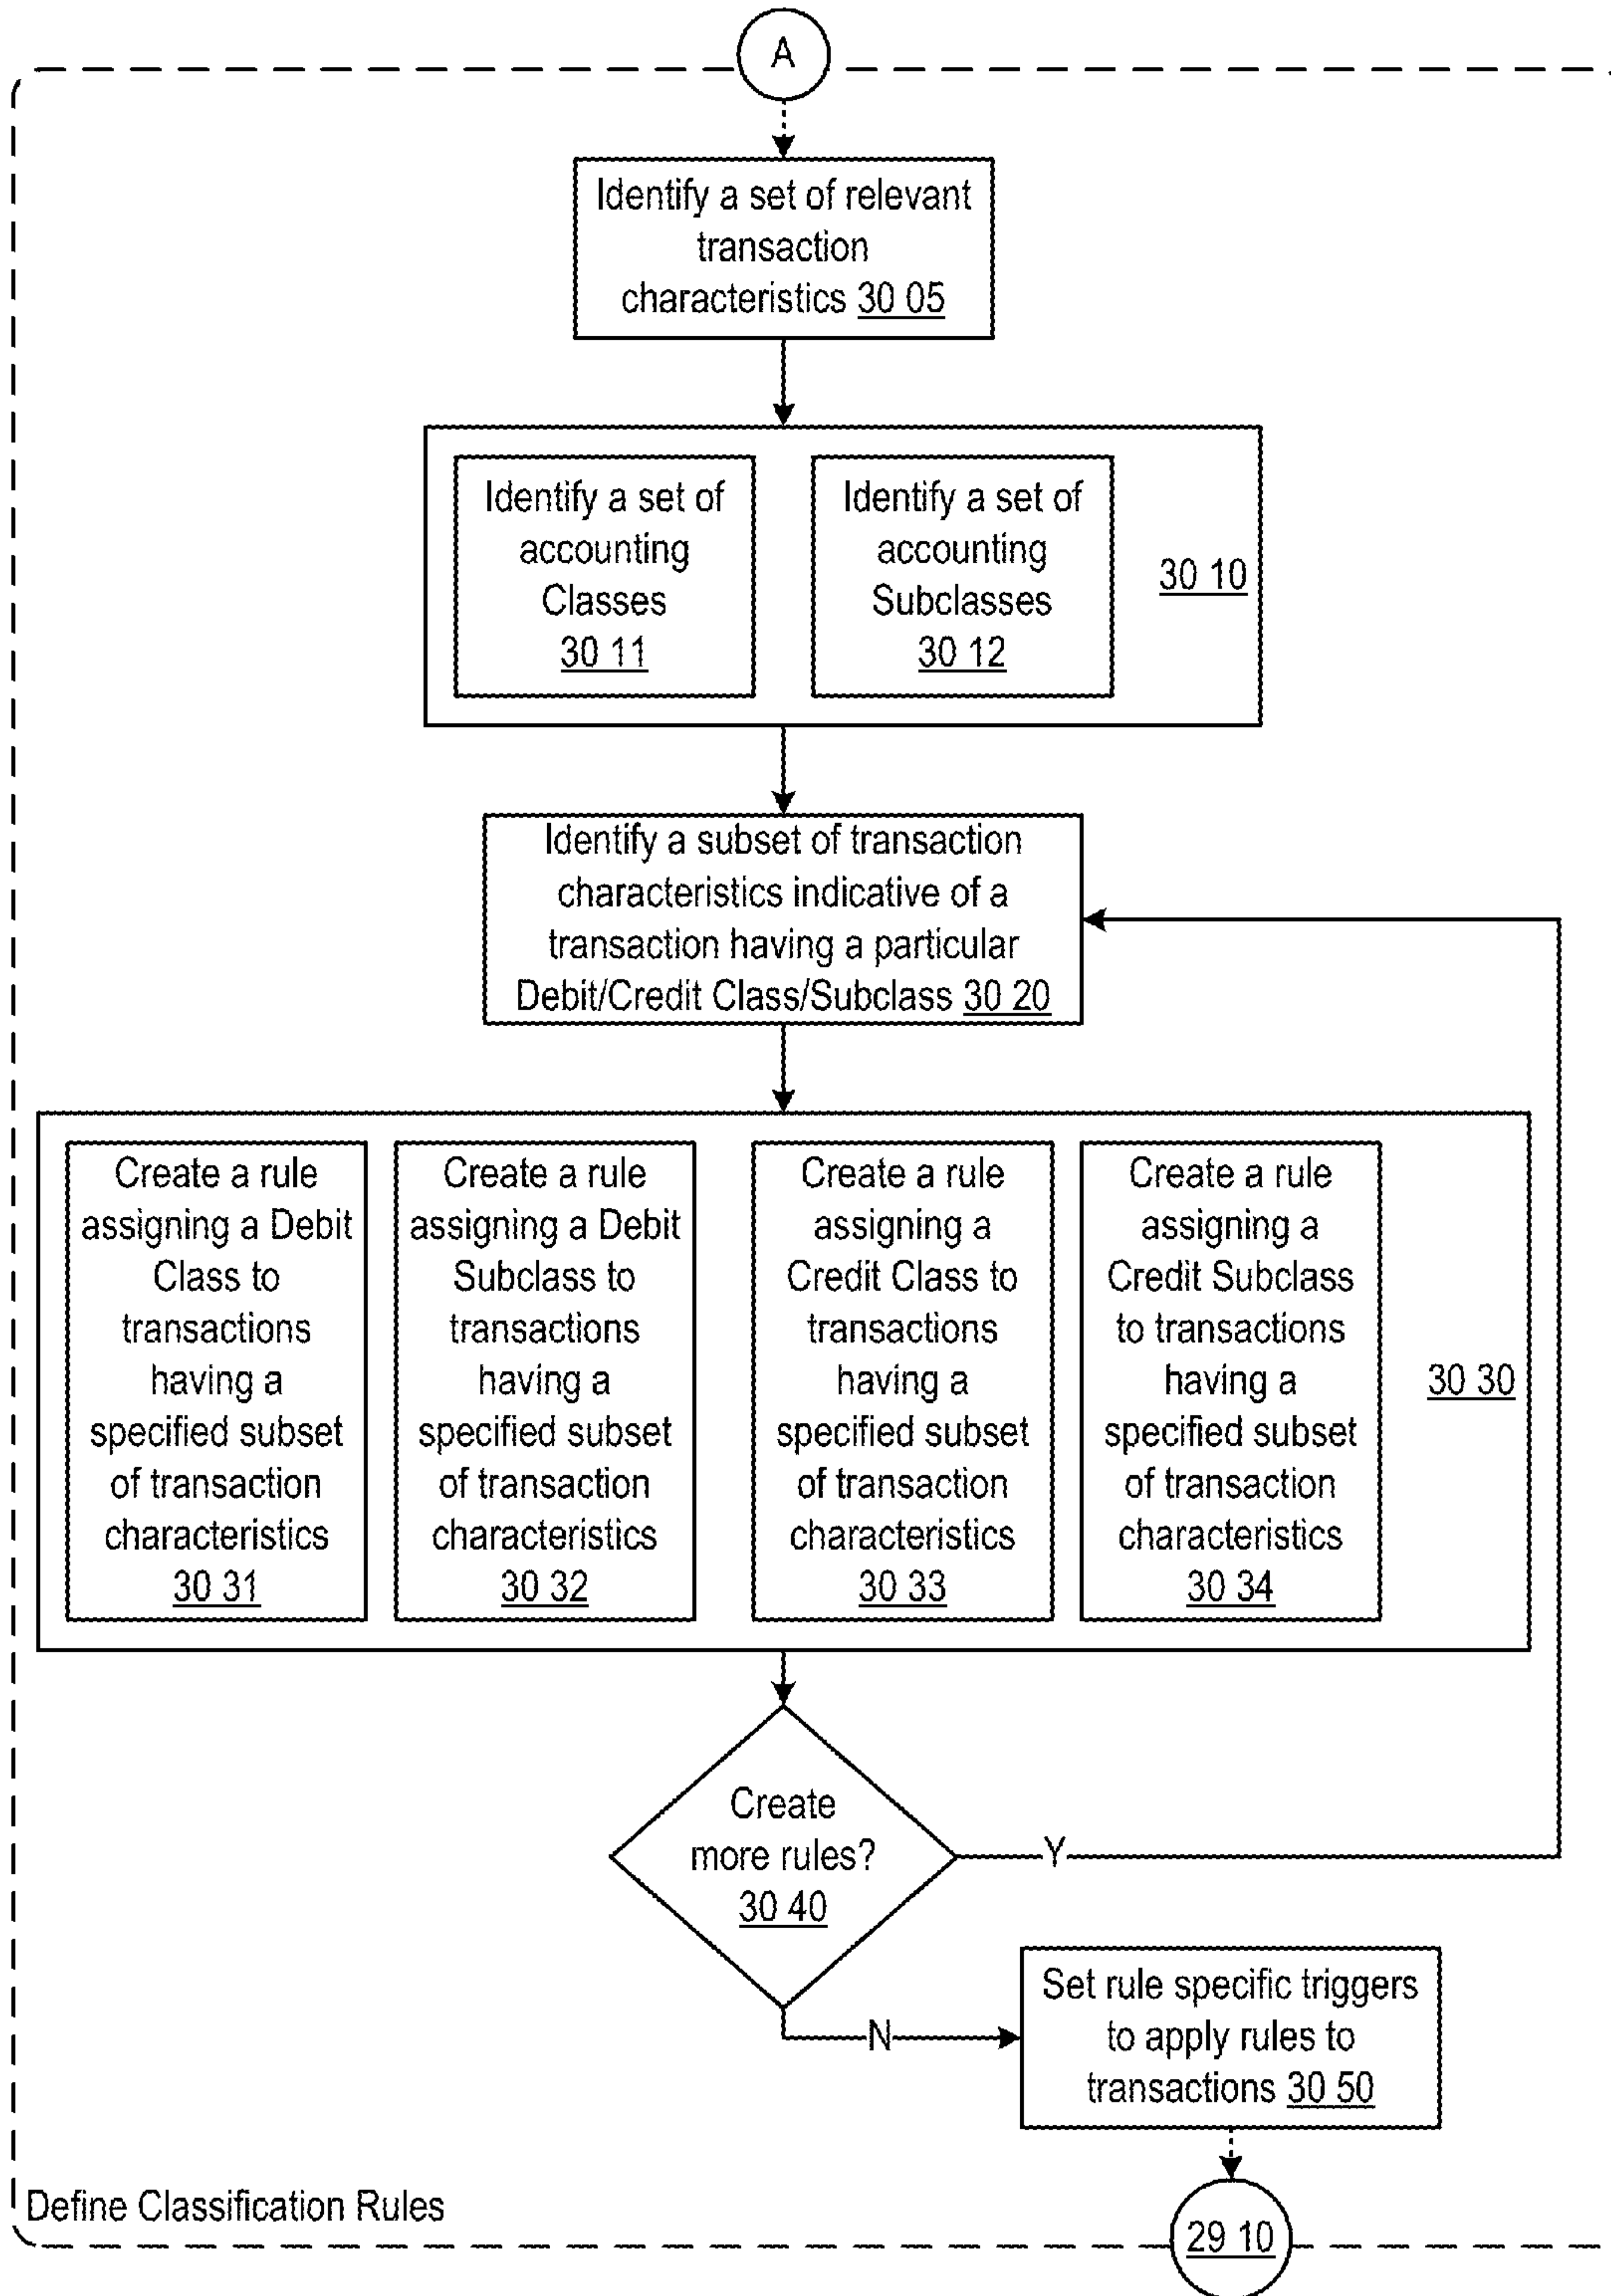 A
Identify a set of relevant
transaction
characteristics 30 05
Identify a set of
accounting
Classes
30 11
Identify a set of
accounting
Subclasses
30 12
30 10
Identify a subset of transaction
characteristics indicative of a
transaction having a particular
Debit/Credit Class/Subclass 30 20
Create a rule
assigning a Debit
Class to
transactions
having a
specified subset
of transaction
characteristics
30 31
Create a rule
assigning a Debit
Subclass to
transactions
having a
specified subset
of transaction
characteristics
30 32
Create a rule
assigning a
Credit Class to
transactions
having a
specified subset
of transaction
characteristics
30 33
Create a rule
assigning a
Credit Subclass
to transactions
having a
specified subset
of transaction
characteristics
30 34
30 30
Create
more rules?
30 40
Y
N
Set rule specific triggers
to apply rules to
transactions 30 50
Define Classification Rules
29 10